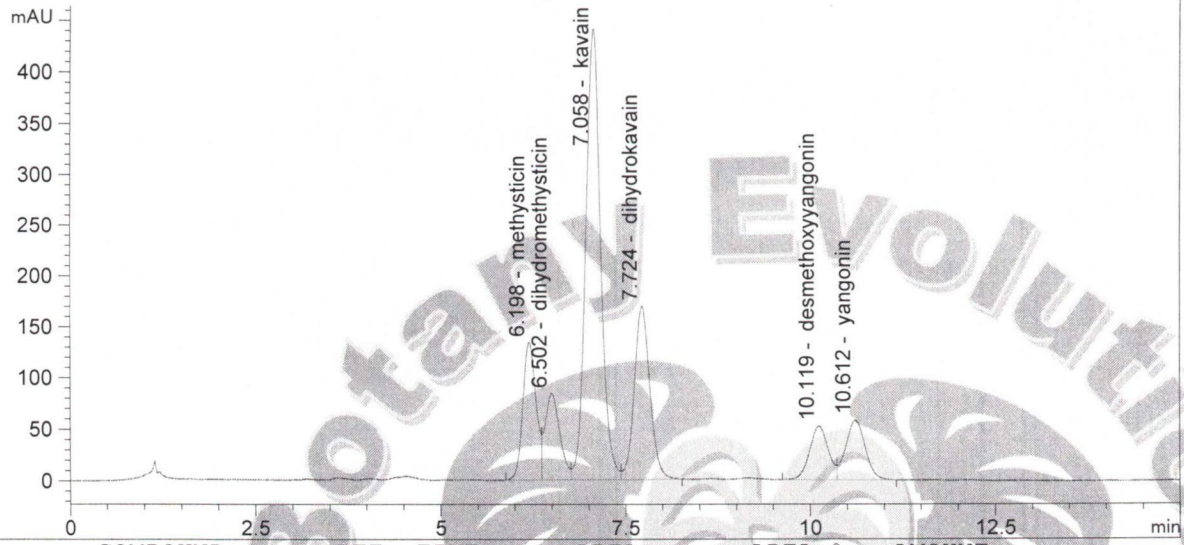 mAU
400
350
300
250
200
150
100
50
0
6.198 - methysticin
6.502 - dihydromethysticin
7.058 - kavain
7.724 - dihydrokavain
10.119 - desmethoxyyangonin
10.612 - yangonin
otany Evoluti
0 2.5 5 7.5 10 12.5 min